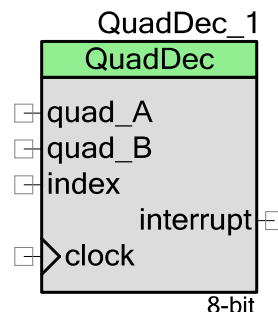 QuadDec_1
QuadDec
quad_A
quad_B
index
interrupt
clock
8-bit